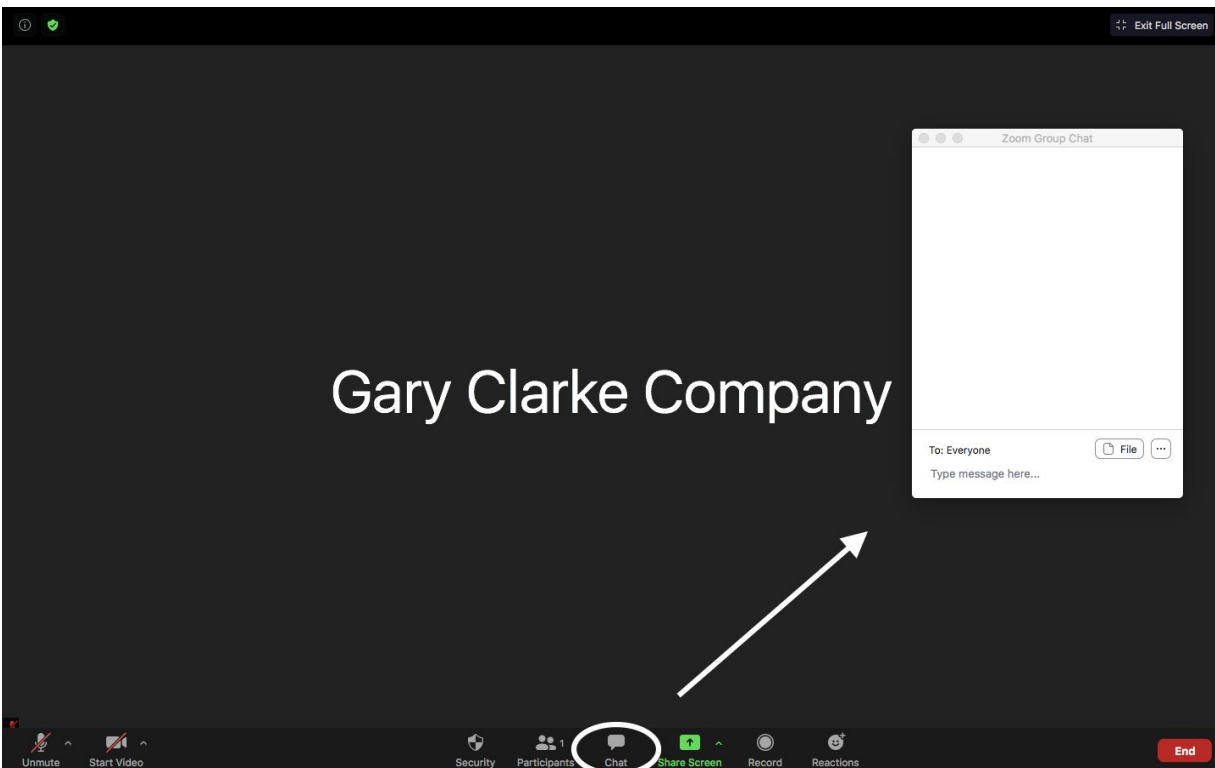 Exit Full Screen
Zoom Group Chat
Gary Clarke Company
To: Everyone
File
Type message here...
1
Unmute
Start Video
Security
Participants
Chat
Share Screen
Record
Reactions
End